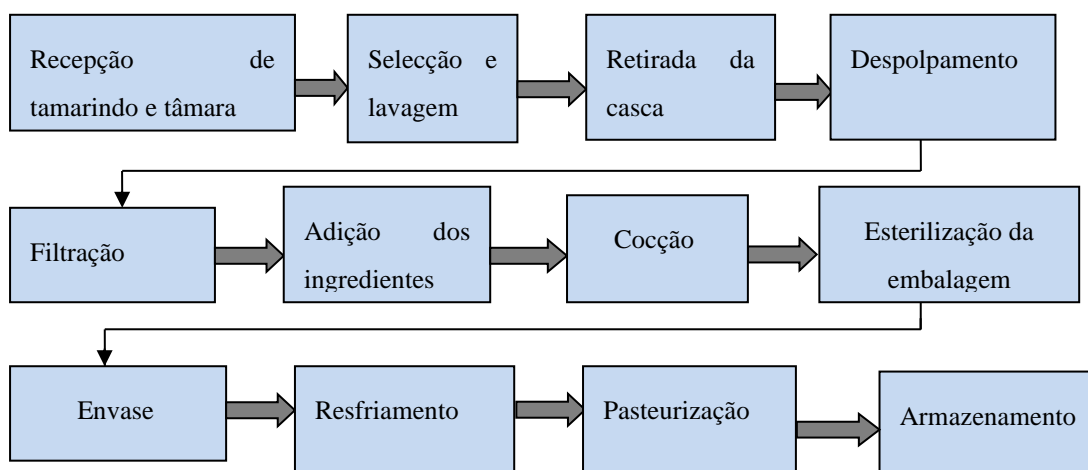 Recepção de
tamarindo e tâmara
Selecção e
lavagem
Retirada da
casca
Despolpamento
Filtração
Adição dos
ingredientes
Cocção
Esterilização da
embalagem
Envase
Resfriamento
Pasteurização
Armazenamento